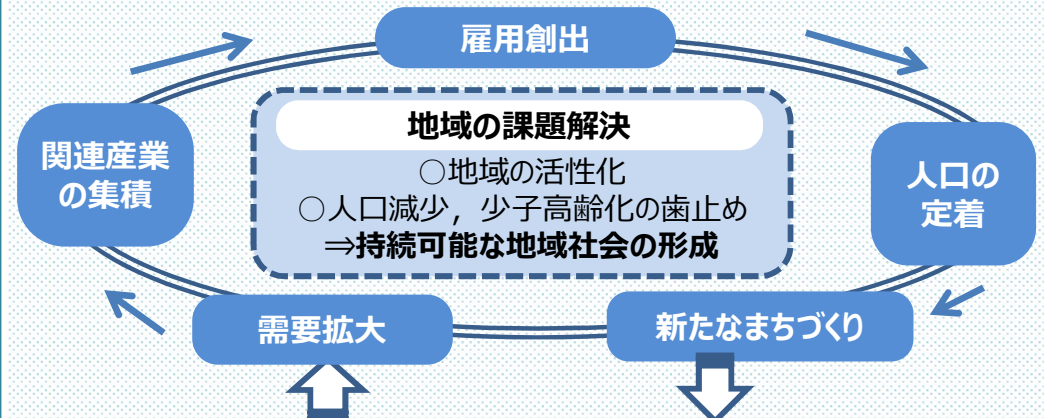 雇用創出
関連産業
の集積
地域の課題解決
○地域の活性化
○人口減少，少子高齢化の歯止め
⇒持続可能な地域社会の形成
人口の
定着
需要拡大
新たなまちづくり